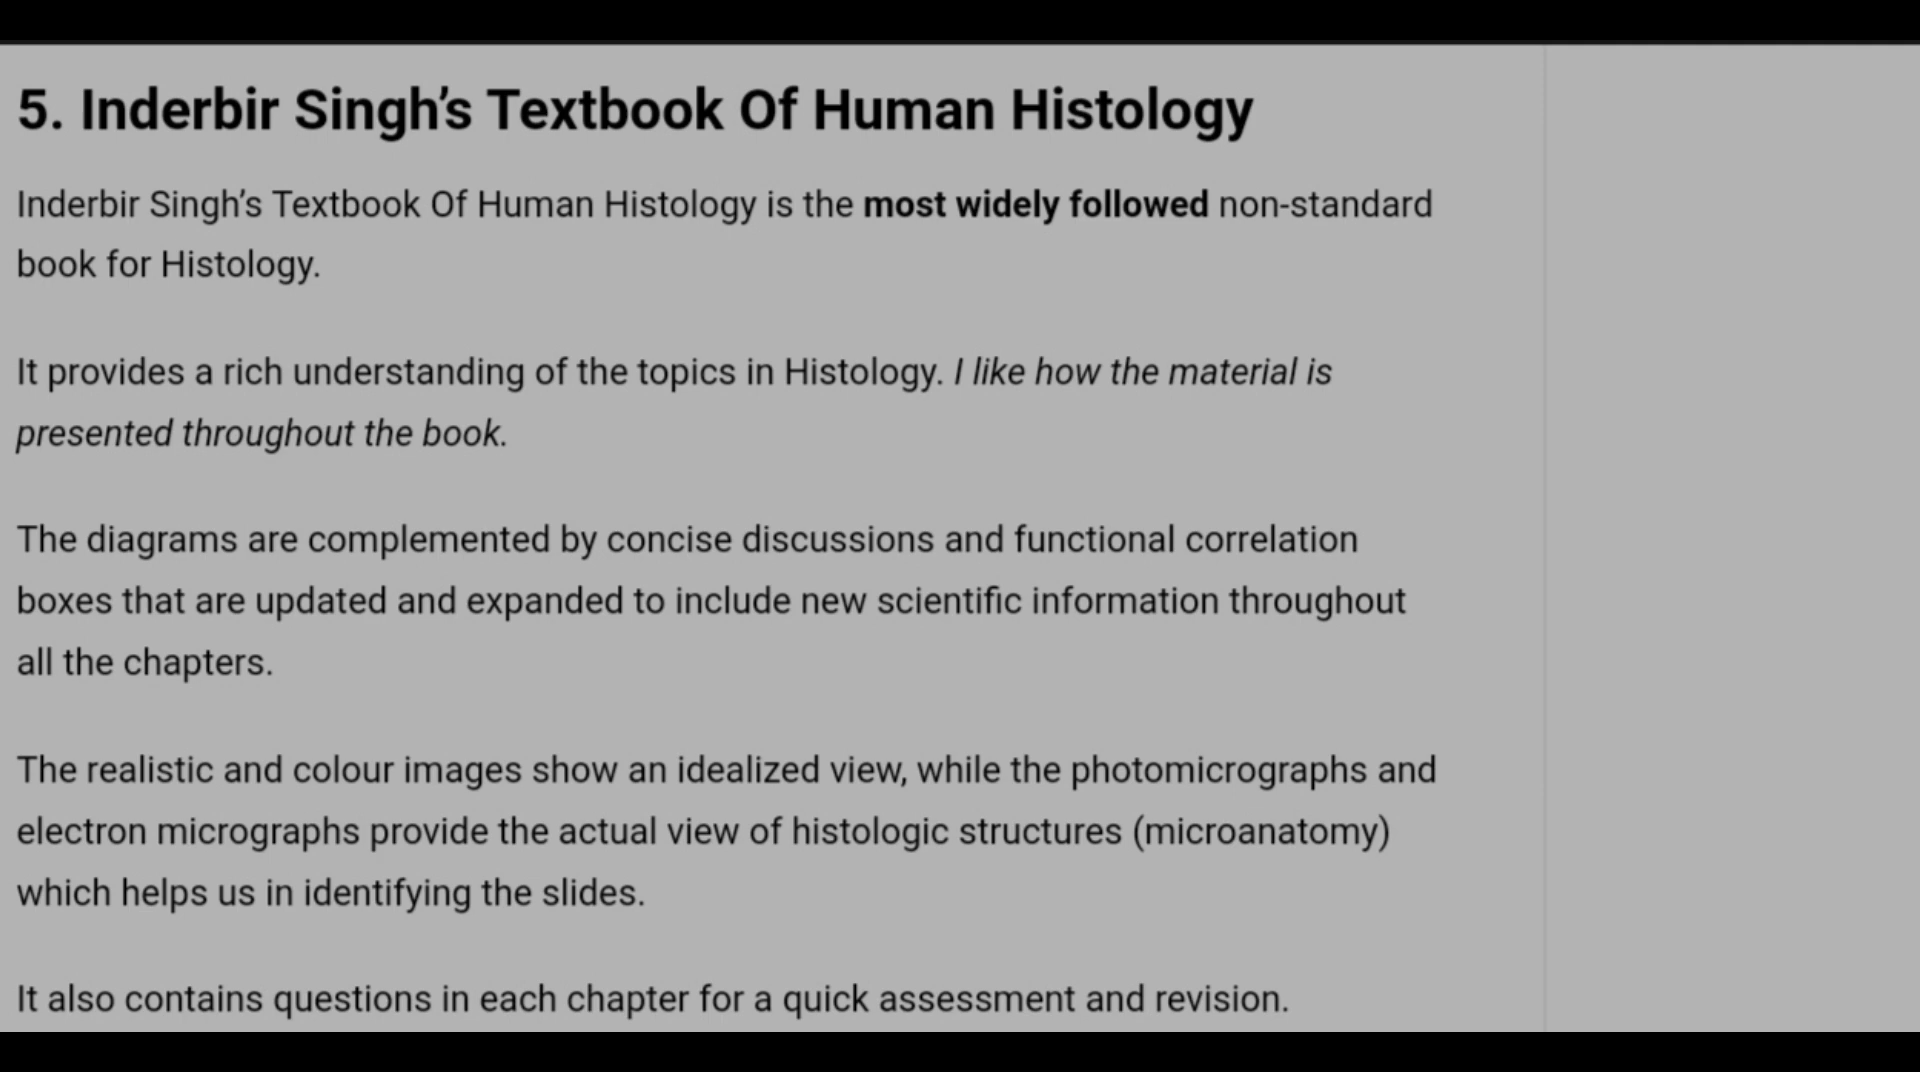 5. Inderbir Singh’s Textbook Of Human Histology
Inderbir Singh’s Textbook Of Human Histology is the most widely followed non-standard
book for Histology.
It provides a rich understanding of the topics in Histology. I like how the material is
presented throughout the book.
The diagrams are complemented by concise discussions and functional correlation
boxes that are updated and expanded to include new scientific information throughout
all the chapters.
The realistic and colour images show an idealized view, while the photomicrographs and
electron micrographs provide the actual view of histologic structures (microanatomy)
which helps us in identifying the slides.
It also contains questions in each chapter for a quick assessment and revision.